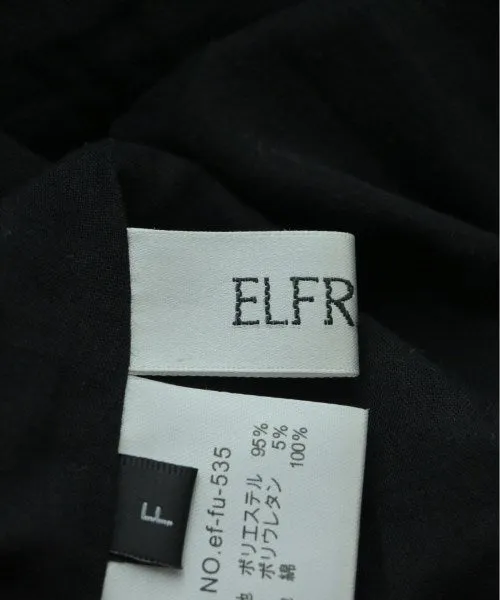 ELFR
F
NO.ef-fu-535
地 ポリエステル 95%
ポリウレタン 5%
綿 100%